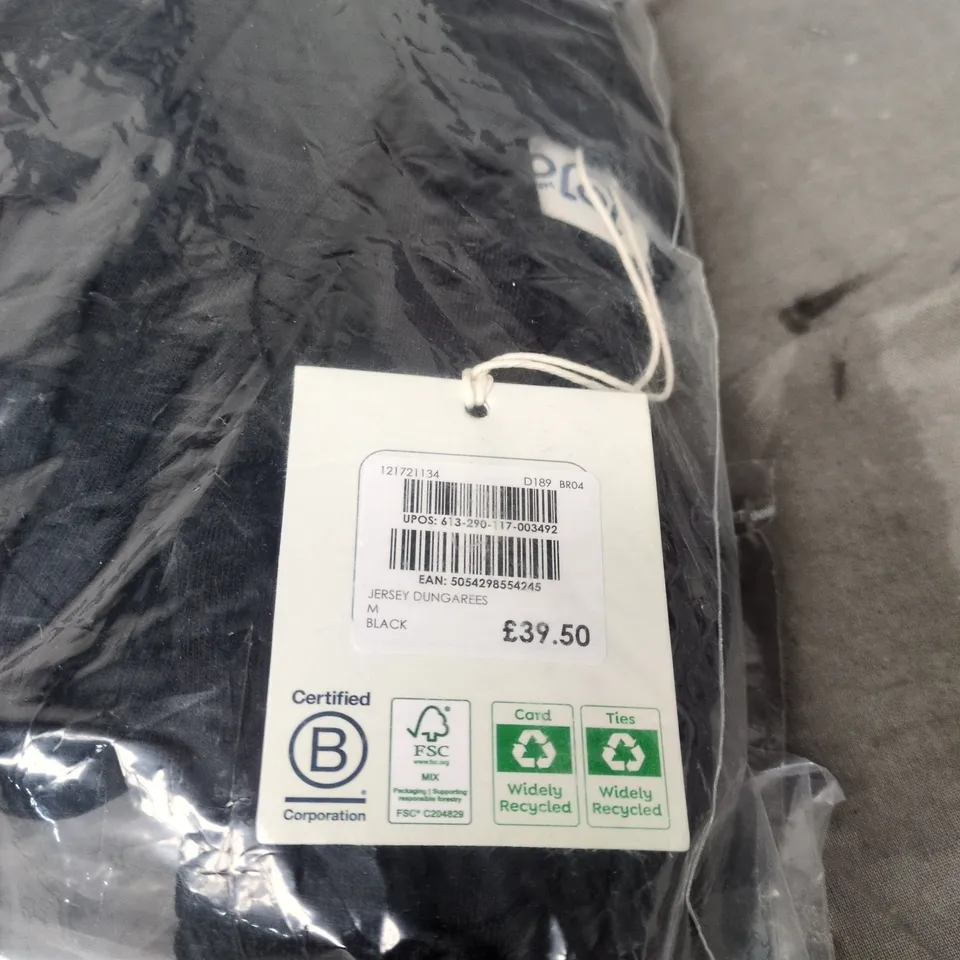 121721134
D189 BR04
UPOS: 613-290-117-003492
EAN: 5054298554245
JERSEY DUNGAREES
M
BLACK
£39.50
Certified
B
Corporation
FSC
www.fsc.org
MIX
Packaging | Supporting
responsible forestry
FSC® C204829
Card
Widely
Recycled
Ties
Widely
Recycled